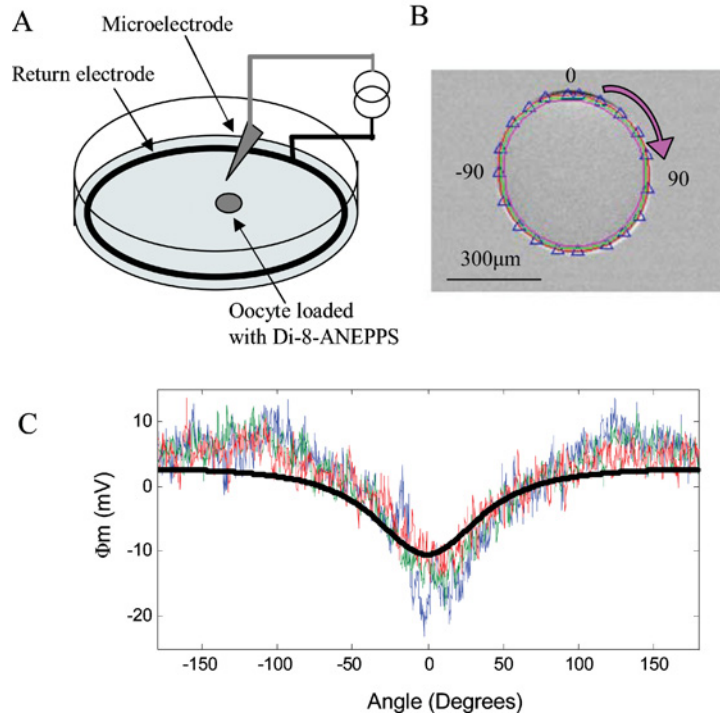 A
Microelectrode
Return electrode
Oocyte loaded
with Di-8-ANEPPS
B
0
-90
90
300μm
C
Φm (mV)
10
0
-10
-20
-150
-100
-50
0
50
100
150
Angle (Degrees)